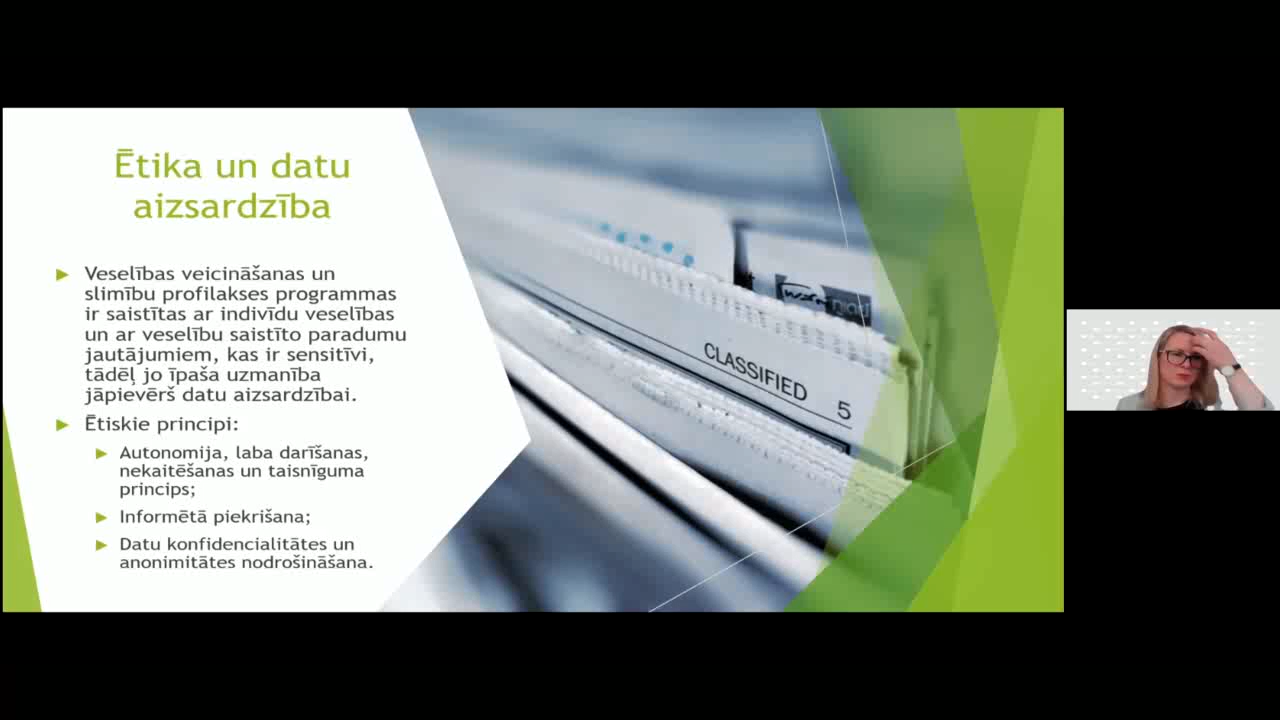 Ētika un datu
aizsardzība
Veselības veicināšanas un
slimību profilakses programmas
ir saistītas ar indivīdu veselības
un ar veselību saistīto paradumu
jautājumiem, kas ir sensitīvi,
tādēļ jo īpaša uzmanība
jāpievērš datu aizsardzībai.
Ētiskie principi:
Autonomija, laba darīšanas,
nekaitēšanas un taisnīguma
princips;
Informētā piekrišana;
Datu konfidencialitātes un
anonimitātes nodrošināšana.
CLASSIFIED 5